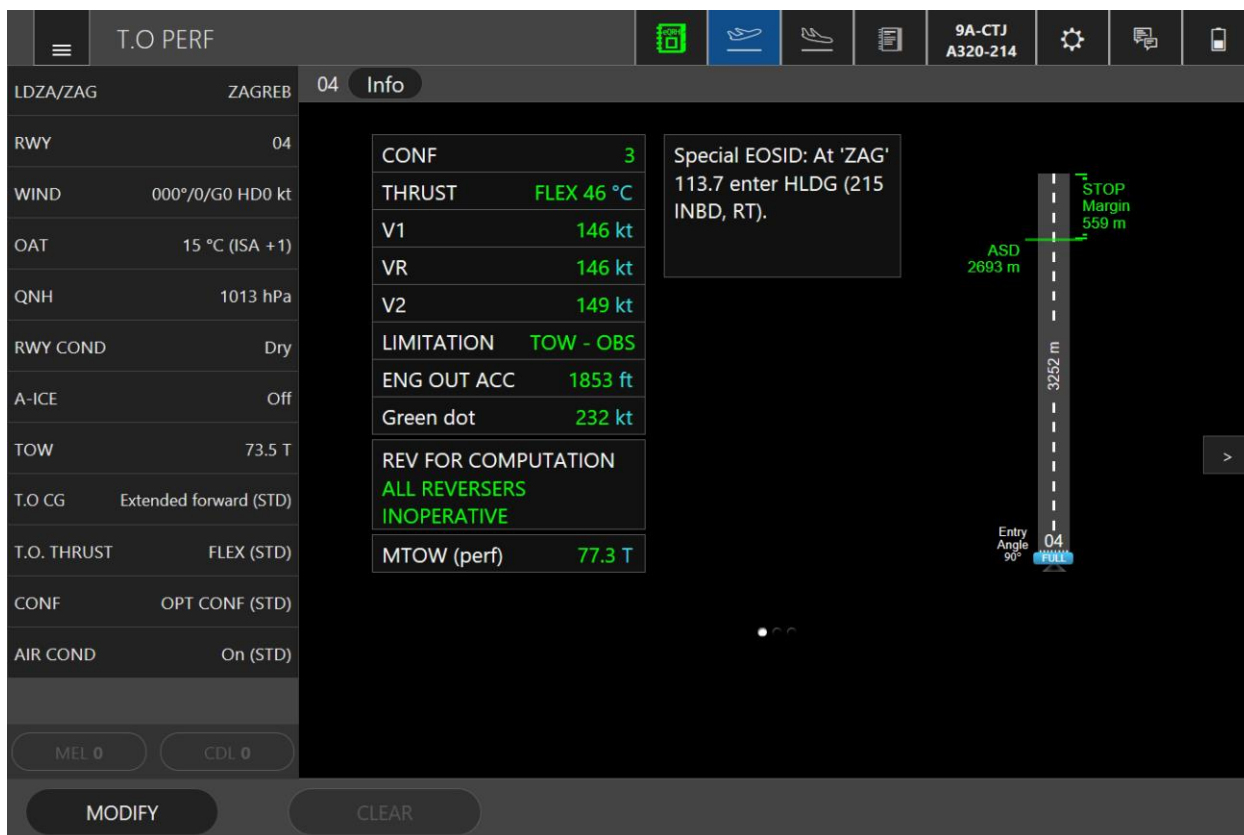 T.O PERF
eQRH
9A-CTJ
A320-214
LDZA/ZAG ZAGREB
RWY 04
WIND 000°/0/G0 HD0 kt
OAT 15 °C (ISA +1)
QNH 1013 hPa
RWY COND Dry
A-ICE Off
TOW 73.5 T
T.O CG Extended forward (STD)
T.O. THRUST FLEX (STD)
CONF OPT CONF (STD)
AIR COND On (STD)
MEL 0 CDL 0
MODIFY CLEAR
04 Info
CONF 3
THRUST FLEX 46 °C
V1 146 kt
VR 146 kt
V2 149 kt
LIMITATION TOW - OBS
ENG OUT ACC 1853 ft
Green dot 232 kt
REV FOR COMPUTATION
ALL REVERSERS
INOPERATIVE
MTOW (perf) 77.3 T
Special EOSID: At 'ZAG'
113.7 enter HLDG (215
INBD, RT).
STOP
Margin
559 m
ASD
2693 m
3252 m
Entry
Angle
90°
04
FULL
>